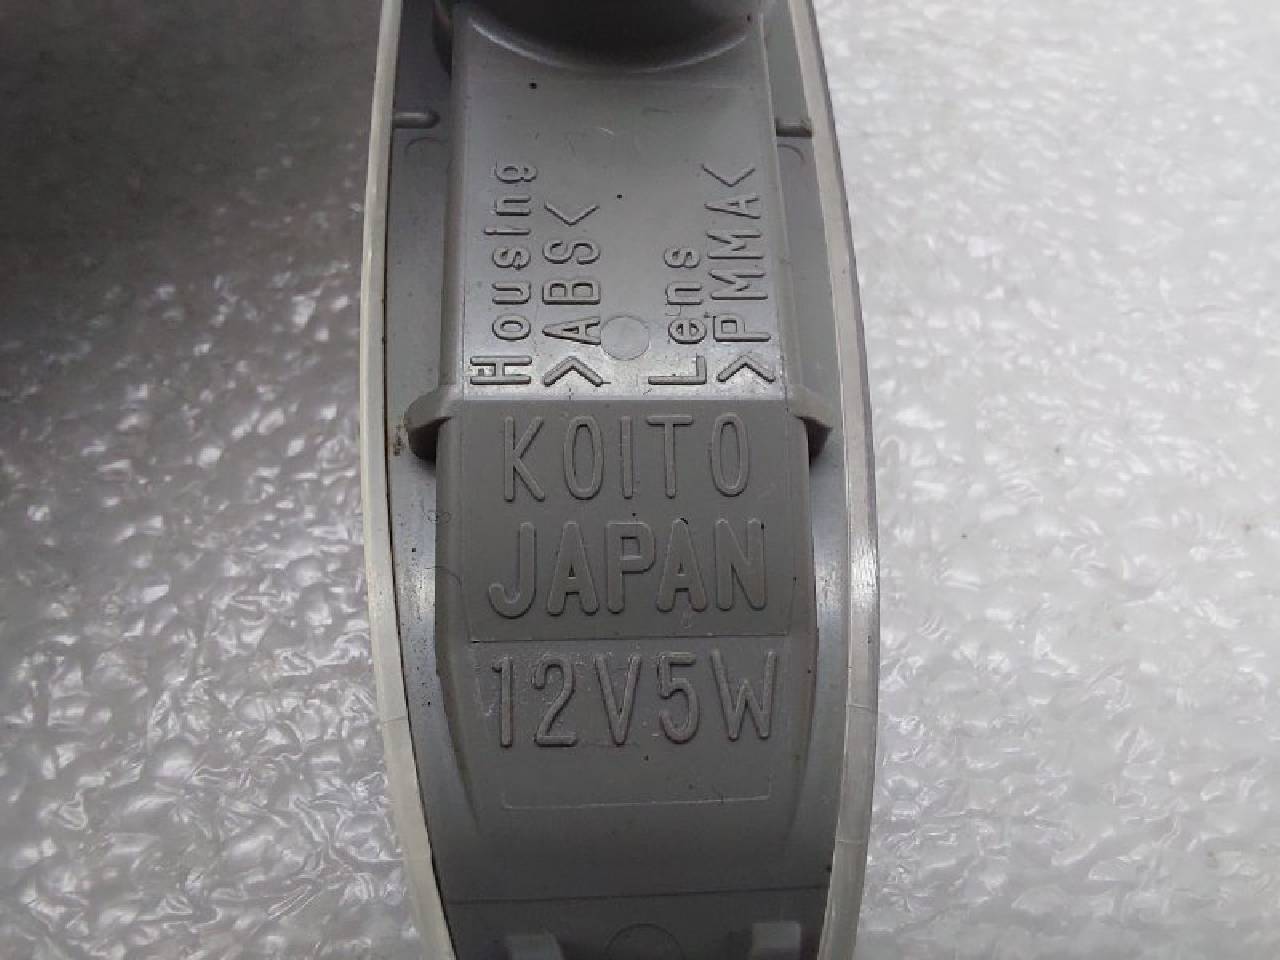 Housing
>ABS<
Lens
>PMMA<
KOITO
JAPAN
12V5W